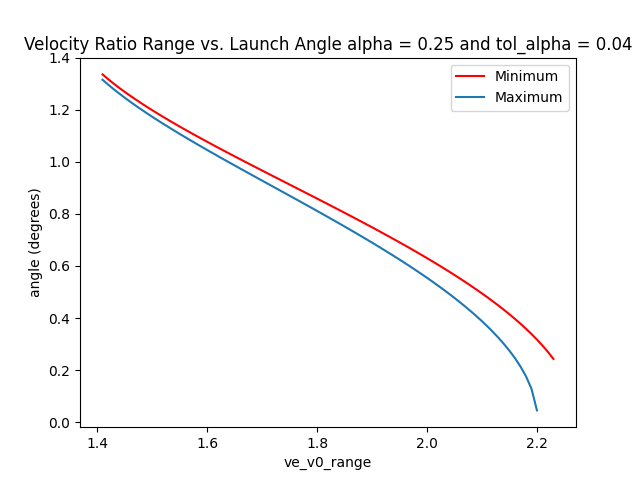 Velocity Ratio Range vs. Launch Angle alpha = 0.25 and tol_alpha = 0.04
Minimum
Maximum
1.4
1.2
1.0
0.8
0.6
0.4
0.2
0.0
angle (degrees)
1.4 1.6 1.8 2.0 2.2
ve_v0_range